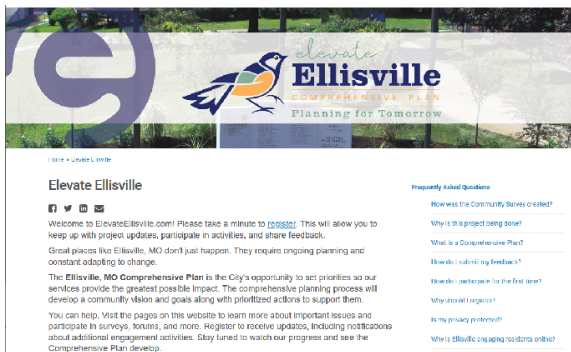 elevate
Ellisville
COMPREHENSIVE PLAN
Planning for Tomorrow
Home » Elevate Ellisville
Elevate Ellisville
Frequently Asked Questions
How was the Community Survey created?
Welcome to ElevateEllisville.com! Please take a minute to register. This will allow you to
keep up with project updates, participate in activities, and share feedback.
Why is this project being done?
What is a Comprehensive Plan?
Great places like Ellisville, MO don't just happen. They require ongoing planning and
constant adapting to change.
How do I submit my feedback?
The Ellisville, MO Comprehensive Plan is the City's opportunity to set priorities so our
services provide the greatest possible impact. The comprehensive planning process will
develop a community vision and goals along with prioritized actions to support them.
How do I participate for the first time?
Why should I register?
You can help. Visit the pages on this website to learn more about important issues and
participate in surveys, forums, and more. Register to receive updates, including notifications
about additional engagement activities. Stay tuned to watch our progress and see the
Comprehensive Plan develop.
Is my privacy protected?
Why is Ellisville engaging residents online?